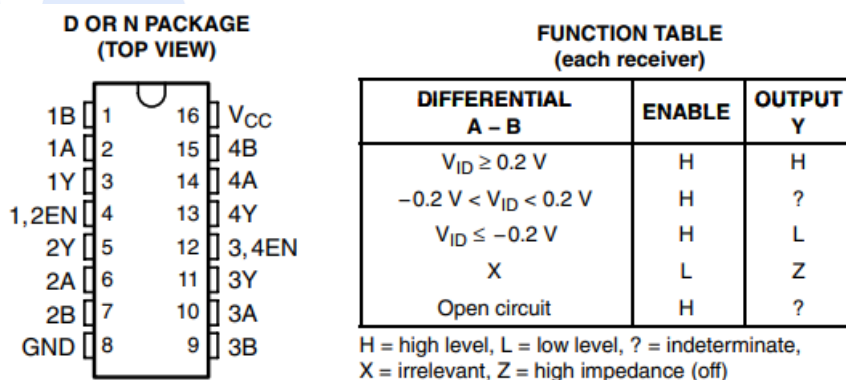 D OR N PACKAGE
(TOP VIEW)
1B 1 16 VCC
1A 2 15 4B
1Y 3 14 4A
1,2EN 4 13 4Y
2Y 5 12 3,4EN
2A 6 11 3Y
2B 7 10 3A
GND 8 9 3B
FUNCTION TABLE
(each receiver)
DIFFERENTIAL
A – B ENABLE OUTPUT
Y
VID ≥ 0.2 V H H
−0.2 V < VID < 0.2 V H ?
VID ≤ −0.2 V H L
X L Z
Open circuit H ?
H = high level, L = low level, ? = indeterminate,
X = irrelevant, Z = high impedance (off)